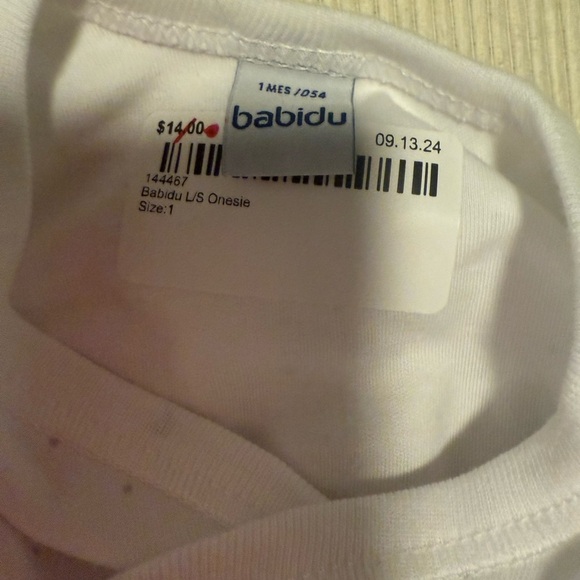 1 MES / 054
babidu
$14.00
09.13.24
144467
Babidu L/S Onesie
Size:1